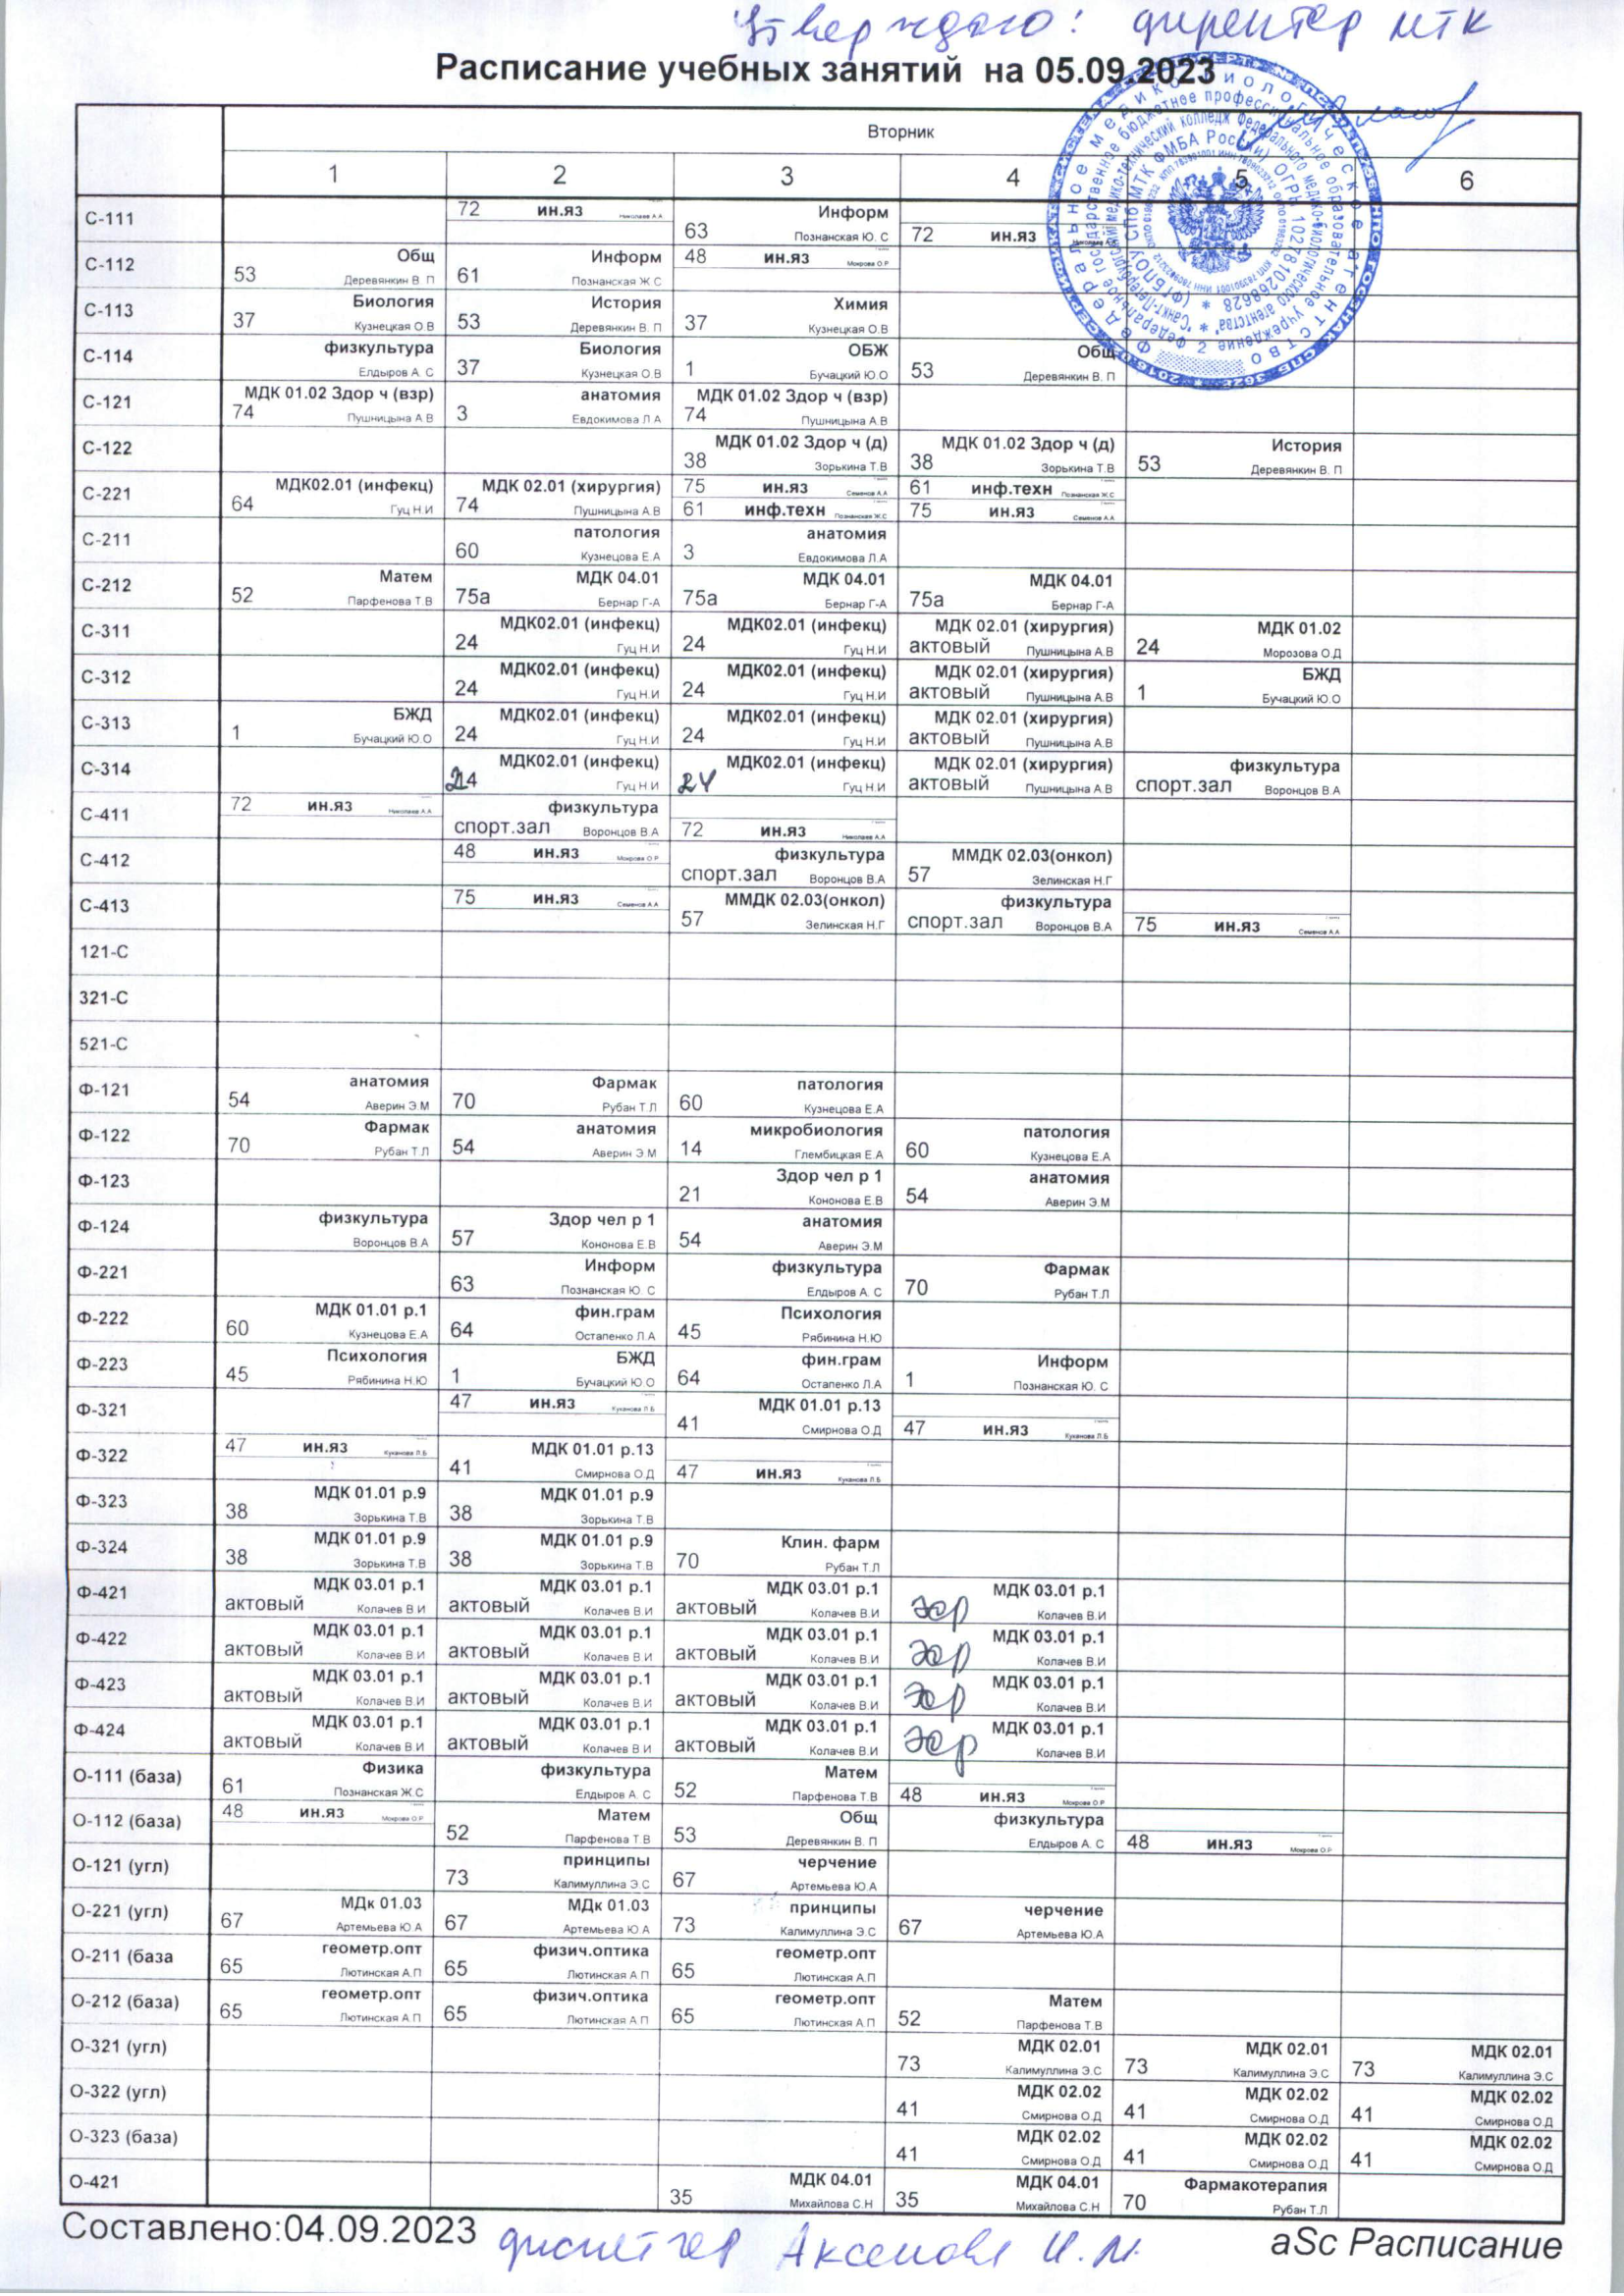 Утверждаю: директор МТК
Расписание учебных занятий на 05.09.2023
Вторник
1 2 3 4 5 6
С-111 72 ин.яз Николаев А.А 63 Информ Познанская Ю. С 72 ин.яз
С-112 53 Общ Деревянкин В. П 61 Информ Познанская Ж.С 48 ин.яз Мокрова О.Р
С-113 37 Биология Кузнецкая О.В 53 История Деревянкин В. П 37 Химия Кузнецкая О.В
С-114 физкультура Елдыров А. С 37 Биология Кузнецкая О.В 1 ОБЖ Бучацкий Ю.О 53 Общ Деревянкин В. П
С-121 74 МДК 01.02 Здор ч (взр) Пушницына А.В 3 анатомия Евдокимова Л.А 74 МДК 01.02 Здор ч (взр) Пушницына А.В
С-122 38 МДК 01.02 Здор ч (д) Зорькина Т.В 38 МДК 01.02 Здор ч (д) Зорькина Т.В 53 История Деревянкин В. П
С-221 64 МДК02.01 (инфекц) Гуц Н.И 74 МДК 02.01 (хирургия) Пушницына А.В 75 ин.яз Семенов А.А 61 инф.техн Познанская Ж.С
61 инф.техн Познанская Ж.С 75 ин.яз Семенов А.А
С-211 60 патология Кузнецова Е.А 3 анатомия Евдокимова Л.А
С-212 52 Матем Парфенова Т.В 75а МДК 04.01 Бернар Г-А 75а МДК 04.01 Бернар Г-А 75а МДК 04.01 Бернар Г-А
С-311 24 МДК02.01 (инфекц) Гуц Н.И 24 МДК02.01 (инфекц) Гуц Н.И актовый МДК 02.01 (хирургия) Пушницына А.В 24 МДК 01.02 Морозова О.Д
С-312 24 МДК02.01 (инфекц) Гуц Н.И 24 МДК02.01 (инфекц) Гуц Н.И актовый МДК 02.01 (хирургия) Пушницына А.В 1 БЖД Бучацкий Ю.О
С-313 1 БЖД Бучацкий Ю.О 24 МДК02.01 (инфекц) Гуц Н.И 24 МДК02.01 (инфекц) Гуц Н.И актовый МДК 02.01 (хирургия) Пушницына А.В
С-314 24 МДК02.01 (инфекц) Гуц Н.И 24 МДК02.01 (инфекц) Гуц Н.И актовый МДК 02.01 (хирургия) Пушницына А.В спорт.зал физкультура Воронцов В.А
С-411 72 ин.яз Николаев А.А спорт.зал физкультура Воронцов В.А 72 ин.яз Николаев А.А
С-412 48 ин.яз Мокрова О.Р спорт.зал физкультура Воронцов В.А 57 ММДК 02.03(онкол) Зелинская Н.Г
С-413 75 ин.яз Семенов А.А 57 ММДК 02.03(онкол) Зелинская Н.Г спорт.зал физкультура Воронцов В.А 75 ин.яз Семенов А.А
121-С
321-С
521-С
Ф-121 54 анатомия Аверин Э.М 70 Фармак Рубан Т.Л 60 патология Кузнецова Е.А
Ф-122 70 Фармак Рубан Т.Л 54 анатомия Аверин Э.М 14 микробиология Глембицкая Е.А 60 патология Кузнецова Е.А
Ф-123 21 Здор чел р 1 Кононова Е.В 54 анатомия Аверин Э.М
Ф-124 физкультура Воронцов В.А 57 Здор чел р 1 Кононова Е.В 54 анатомия Аверин Э.М
Ф-221 63 Информ Познанская Ю. С физкультура Елдыров А. С 70 Фармак Рубан Т.Л
Ф-222 60 МДК 01.01 р.1 Кузнецова Е.А 64 фин.грам Остапенко Л.А 45 Психология Рябинина Н.Ю
Ф-223 45 Психология Рябинина Н.Ю 1 БЖД Бучацкий Ю.О 64 фин.грам Остапенко Л.А 1 Информ Познанская Ю. С
Ф-321 47 ин.яз Куканова Л.Б 41 МДК 01.01 р.13 Смирнова О.Д 47 ин.яз Куканова Л.Б
Ф-322 47 ин.яз Куканова Л.Б 41 МДК 01.01 р.13 Смирнова О.Д 47 ин.яз Куканова Л.Б
Ф-323 38 МДК 01.01 р.9 Зорькина Т.В 38 МДК 01.01 р.9 Зорькина Т.В
Ф-324 38 МДК 01.01 р.9 Зорькина Т.В 38 МДК 01.01 р.9 Зорькина Т.В 70 Клин. фарм Рубан Т.Л
Ф-421 актовый МДК 03.01 р.1 Колачев В.И актовый МДК 03.01 р.1 Колачев В.И актовый МДК 03.01 р.1 Колачев В.И МДК 03.01 р.1 Колачев В.И
Ф-422 актовый МДК 03.01 р.1 Колачев В.И актовый МДК 03.01 р.1 Колачев В.И актовый МДК 03.01 р.1 Колачев В.И МДК 03.01 р.1 Колачев В.И
Ф-423 актовый МДК 03.01 р.1 Колачев В.И актовый МДК 03.01 р.1 Колачев В.И актовый МДК 03.01 р.1 Колачев В.И МДК 03.01 р.1 Колачев В.И
Ф-424 актовый МДК 03.01 р.1 Колачев В.И актовый МДК 03.01 р.1 Колачев В.И актовый МДК 03.01 р.1 Колачев В.И МДК 03.01 р.1 Колачев В.И
О-111 (база) 61 Физика Познанская Ж.С физкультура Елдыров А. С 52 Матем Парфенова Т.В 48 ин.яз Мокрова О.Р
О-112 (база) 48 ин.яз Мокрова О.Р 52 Матем Парфенова Т.В 53 Общ Деревянкин В. П физкультура Елдыров А. С 48 ин.яз Мокрова О.Р
О-121 (угл) 73 принципы Калимуллина Э.С 67 черчение Артемьева Ю.А
О-221 (угл) 67 МДк 01.03 Артемьева Ю.А 67 МДк 01.03 Артемьева Ю.А 73 принципы Калимуллина Э.С 67 черчение Артемьева Ю.А
О-211 (база 65 геометр.опт Лютинская А.П 65 физич.оптика Лютинская А.П 65 геометр.опт Лютинская А.П
О-212 (база) 65 геометр.опт Лютинская А.П 65 физич.оптика Лютинская А.П 65 геометр.опт Лютинская А.П 52 Матем Парфенова Т.В
О-321 (угл) 73 МДК 02.01 Калимуллина Э.С 73 МДК 02.01 Калимуллина Э.С 73 МДК 02.01 Калимуллина Э.С
О-322 (угл) 41 МДК 02.02 Смирнова О.Д 41 МДК 02.02 Смирнова О.Д 41 МДК 02.02 Смирнова О.Д
О-323 (база) 41 МДК 02.02 Смирнова О.Д 41 МДК 02.02 Смирнова О.Д 41 МДК 02.02 Смирнова О.Д
О-421 35 МДК 04.01 Михайлова С.Н 35 МДК 04.01 Михайлова С.Н 70 Фармакотерапия Рубан Т.Л
Составлено:04.09.2023 диспетчер Аксенова И.М. aSc Расписание